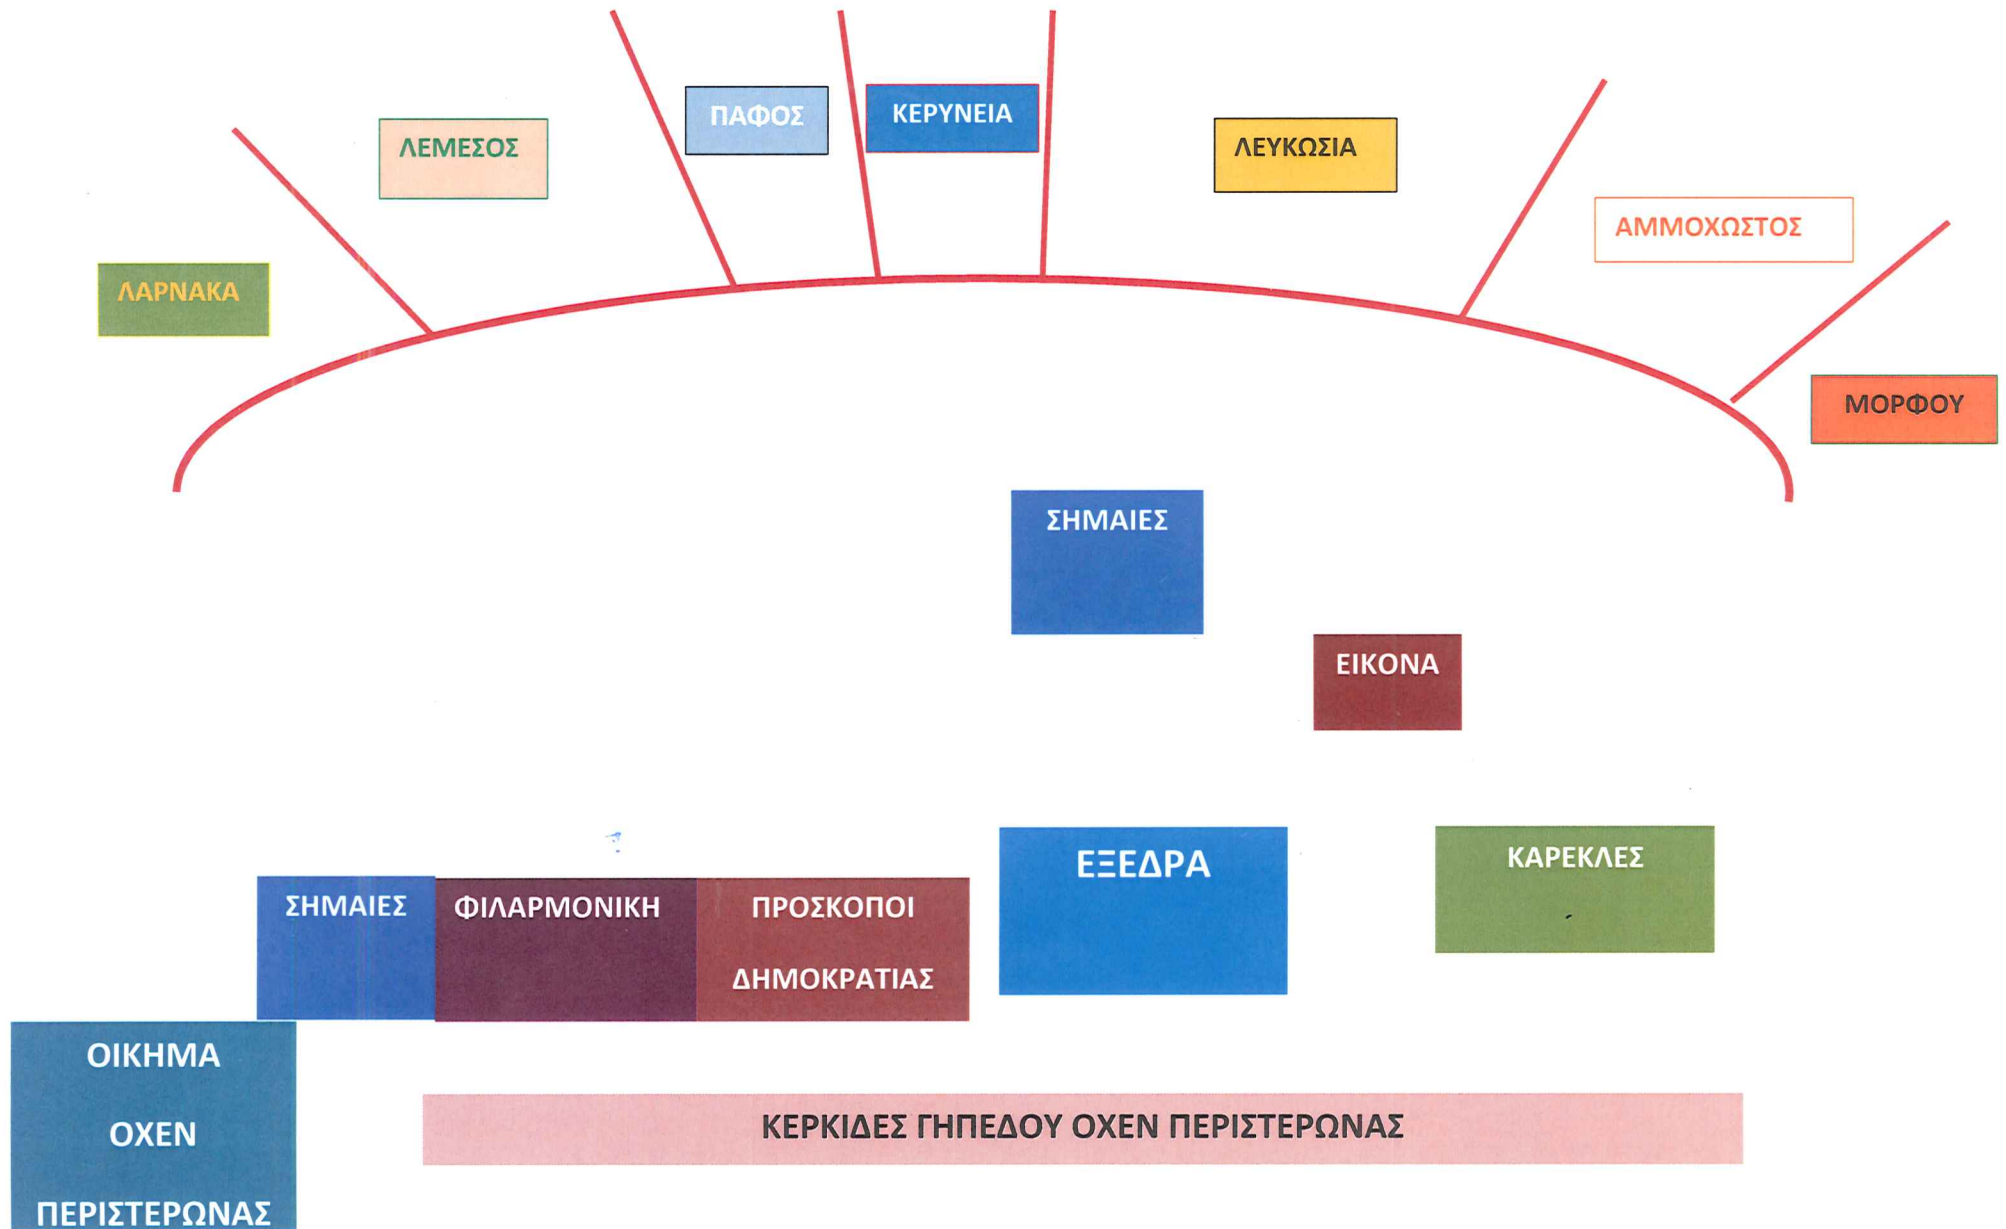 ΠΑΦΟΣ
ΚΕΡΥΝΕΙΑ
ΛΕΜΕΣΟΣ
ΛΕΥΚΩΣΙΑ
ΑΜΜΟΧΩΣΤΟΣ
ΛΑΡΝΑΚΑ
ΜΟΡΦΟΥ
ΣΗΜΑΙΕΣ
ΕΙΚΟΝΑ
ΕΞΕΔΡΑ
ΚΑΡΕΚΛΕΣ
ΣΗΜΑΙΕΣ
ΦΙΛΑΡΜΟΝΙΚΗ
ΠΡΟΣΚΟΠΟΙ
ΔΗΜΟΚΡΑΤΙΑΣ
ΟΙΚΗΜΑ
ΟΧΕΝ
ΠΕΡΙΣΤΕΡΩΝΑΣ
ΚΕΡΚΙΔΕΣ ΓΗΠΕΔΟΥ ΟΧΕΝ ΠΕΡΙΣΤΕΡΩΝΑΣ